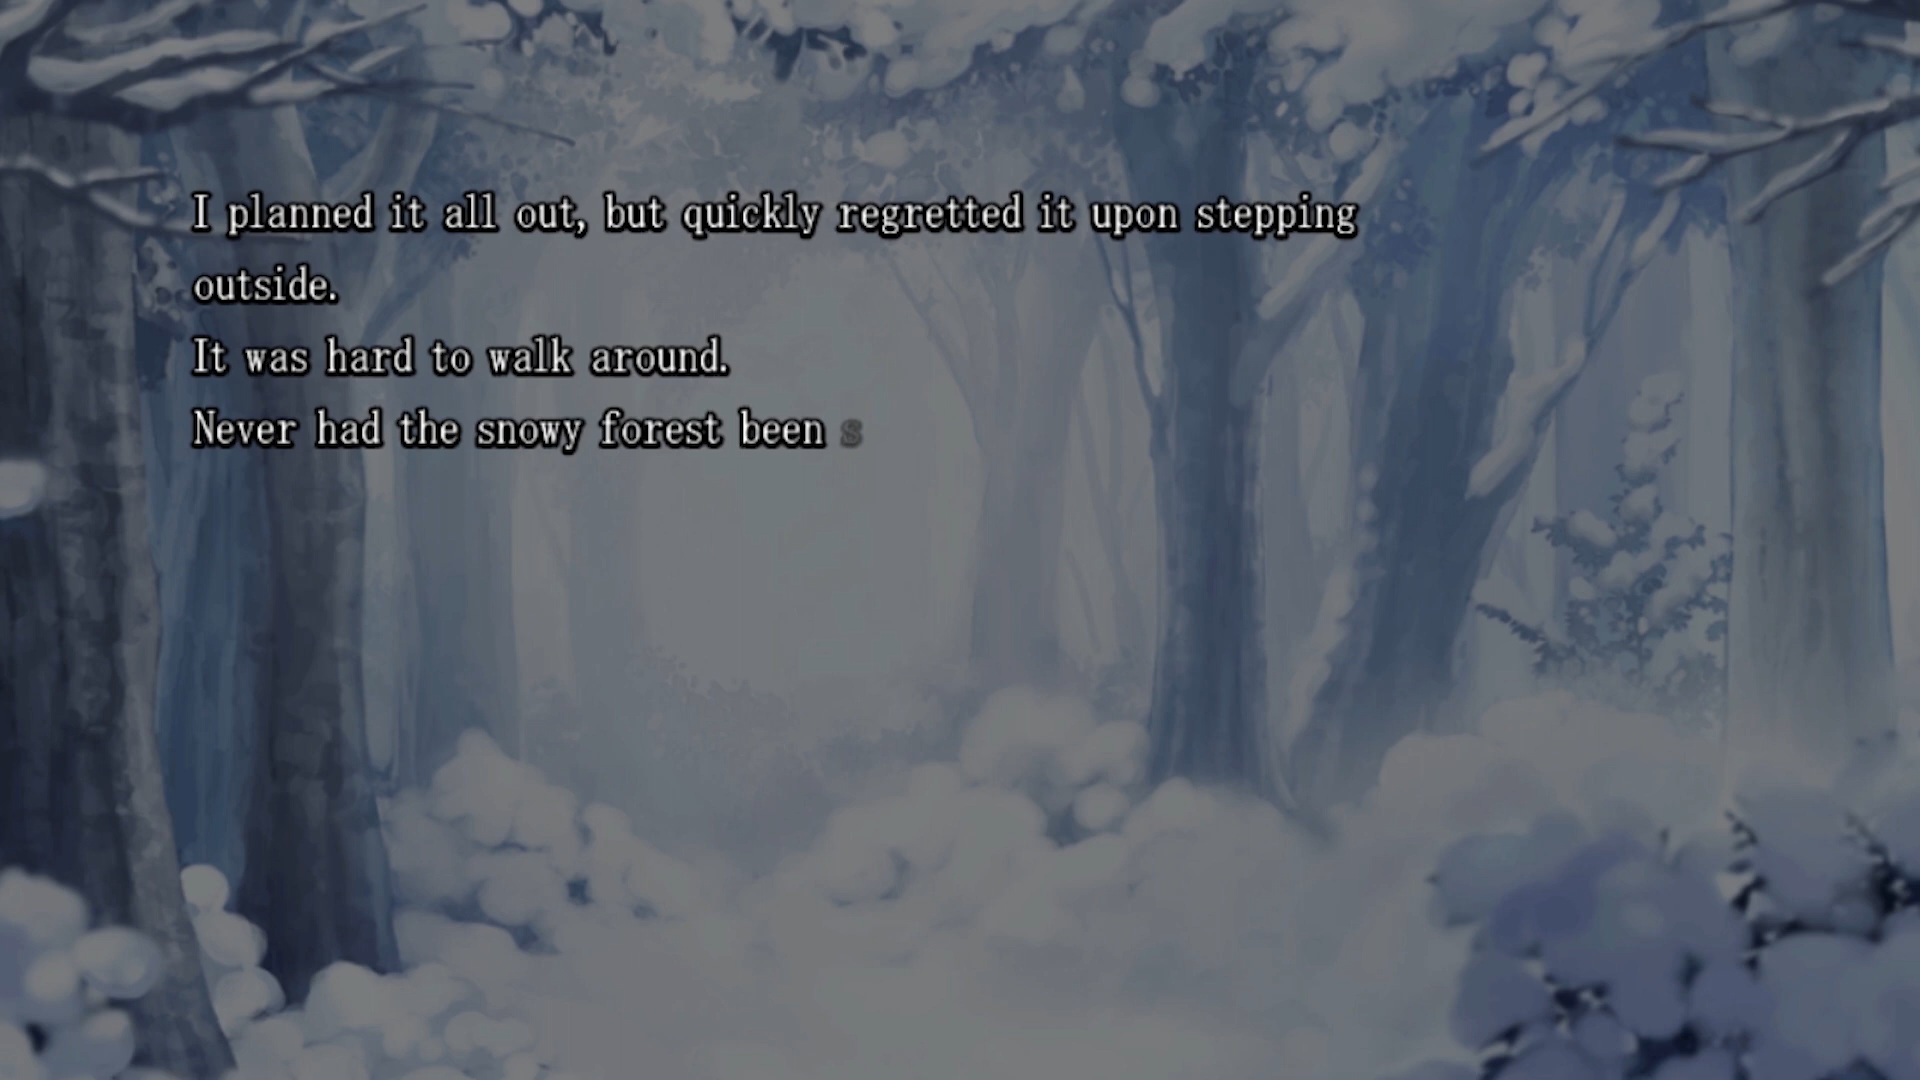 I planned it all out, but quickly regretted it upon stepping
outside.
It was hard to walk around.
Never had the snowy forest been s